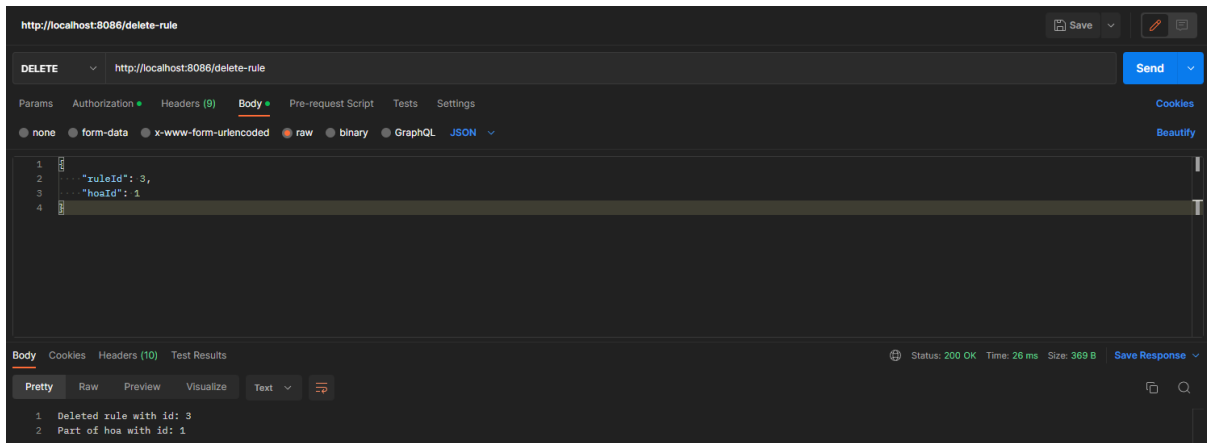 http://localhost:8086/delete-rule Save
DELETE http://localhost:8086/delete-rule Send
Params Authorization Headers (9) Body Pre-request Script Tests Settings Cookies
none form-data x-www-form-urlencoded raw binary GraphQL JSON Beautify
1 {
2 ····"ruleId": 3,
3 ····"hoaId": 1
4 }
Body Cookies Headers (10) Test Results Status: 200 OK Time: 26 ms Size: 369 B Save Response
Pretty Raw Preview Visualize Text
1 Deleted rule with id: 3
2 Part of hoa with id: 1